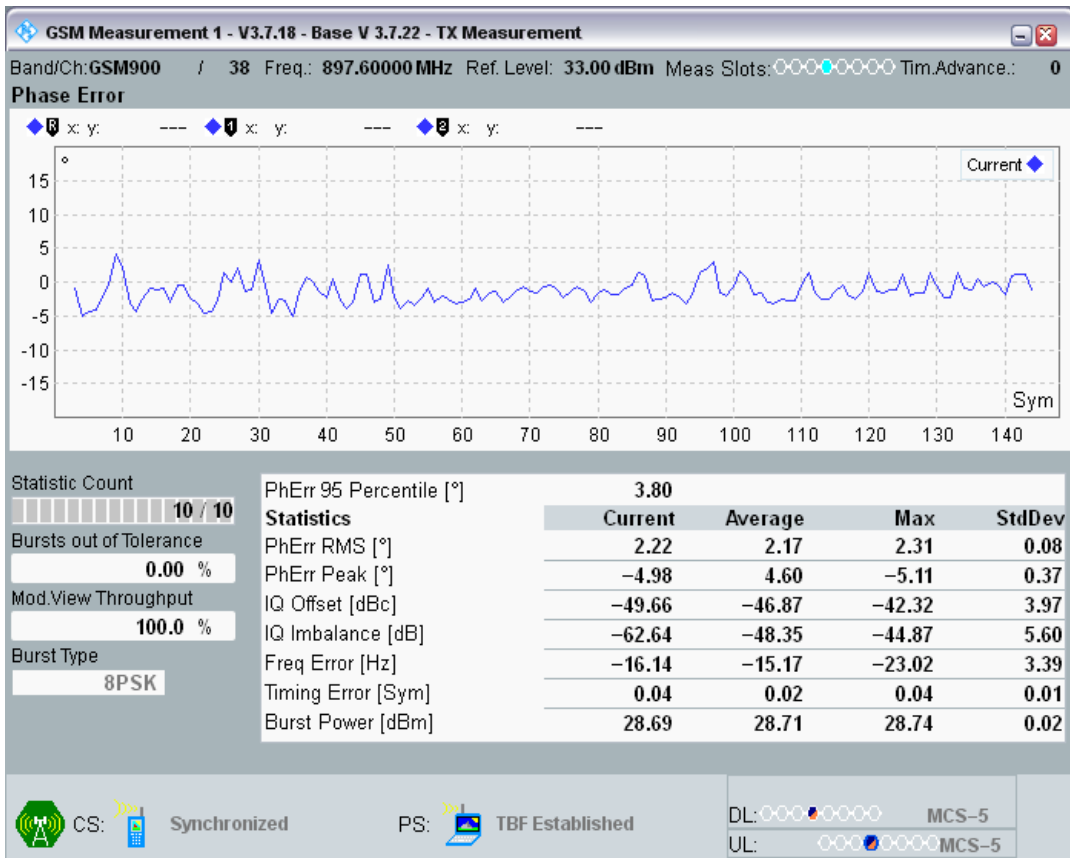 GSM Measurement 1 - V3.7.18 - Base V 3.7.22 - TX Measurement
Band/Ch:GSM900 / 38 Freq.: 897.60000 MHz Ref. Level: 33.00 dBm Meas Slots: Tim.Advance.: 0
Phase Error
R x: y: --- 1 x: y: --- 2 x: y: ---
° Current
15
10
5
0
-5
-10
-15
Sym
10 20 30 40 50 60 70 80 90 100 110 120 130 140
Statistic Count
10 / 10
Bursts out of Tolerance
0.00 %
Mod.View Throughput
100.0 %
Burst Type
8PSK
PhErr 95 Percentile [°] 3.80
Statistics Current Average Max StdDev
PhErr RMS [°] 2.22 2.17 2.31 0.08
PhErr Peak [°] −4.98 4.60 −5.11 0.37
IQ Offset [dBc] −49.66 −46.87 −42.32 3.97
IQ Imbalance [dB] −62.64 −48.35 −44.87 5.60
Freq Error [Hz] −16.14 −15.17 −23.02 3.39
Timing Error [Sym] 0.04 0.02 0.04 0.01
Burst Power [dBm] 28.69 28.71 28.74 0.02
CS: Synchronized PS: TBF Established
DL: MCS−5
UL: MCS−5